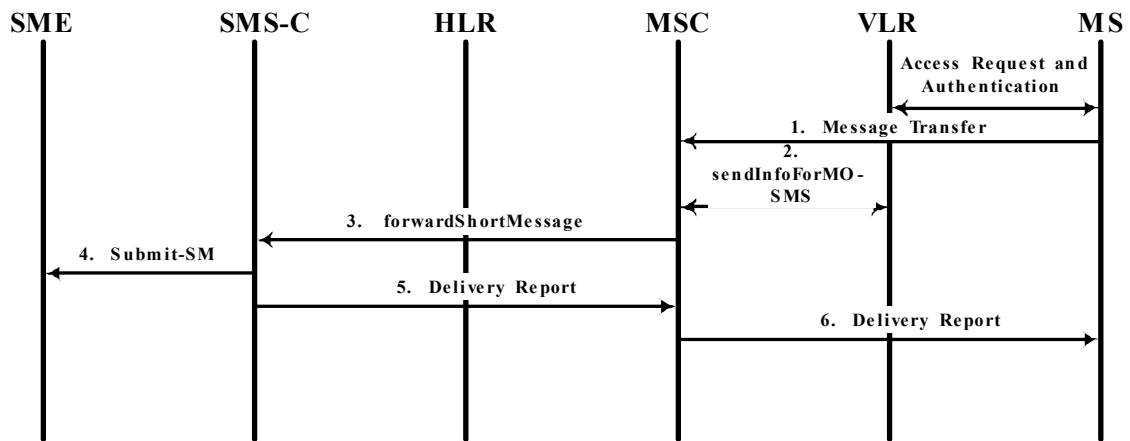 SME SMS-C HLR MSC VLR MS
Access Request and
Authentication
1. Message Transfer
2.
sendInfoForMO-
SMS
3. forwardShortMessage
4. Submit-SM
5. Delivery Report
6. Delivery Report